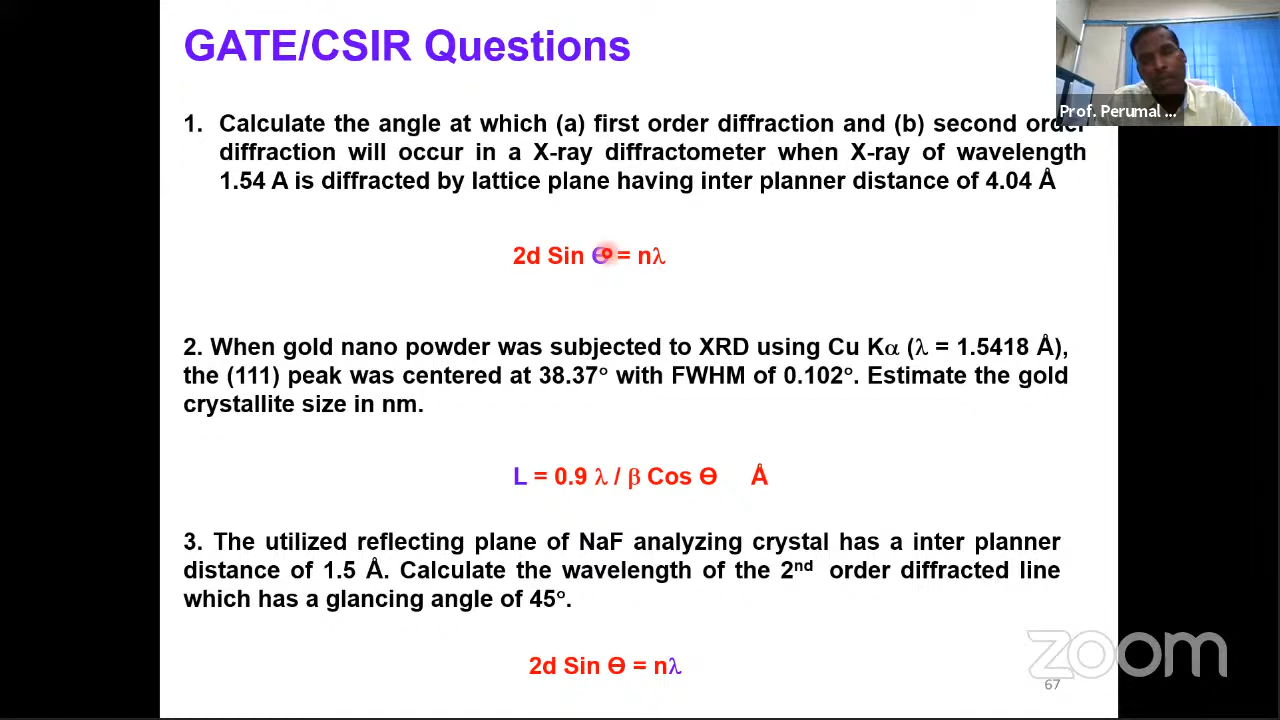 GATE/CSIR Questions
Prof. Perumal ...
1. Calculate the angle at which (a) first order diffraction and (b) second order
diffraction will occur in a X-ray diffractometer when X-ray of wavelength
1.54 A is diffracted by lattice plane having inter planner distance of 4.04 Å
2d Sin ϴ = nλ
2. When gold nano powder was subjected to XRD using Cu Kα (λ = 1.5418 Å),
the (111) peak was centered at 38.37° with FWHM of 0.102°. Estimate the gold
crystallite size in nm.
L = 0.9 λ / β Cos ϴ Å
3. The utilized reflecting plane of NaF analyzing crystal has a inter planner
distance of 1.5 Å. Calculate the wavelength of the 2nd order diffracted line
which has a glancing angle of 45°.
2d Sin ϴ = nλ
zoom
67